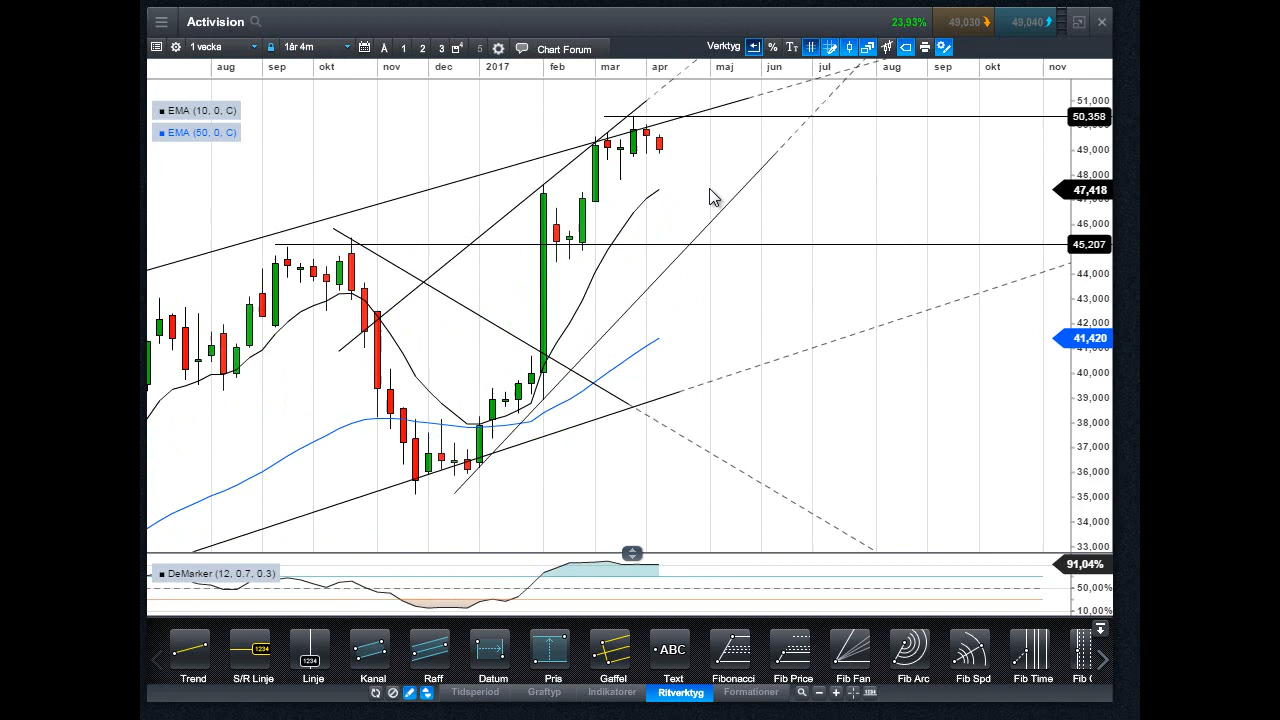 Activision 23,93% 49,030 49,040
1 vecka 1år 4m 1 2 3 5 Chart Forum Verktyg %
aug sep okt nov dec 2017 feb mar apr maj jun jul aug sep okt nov
EMA (10, 0, C)
EMA (50, 0, C)
51,000
50,358
49,000
48,000
47,418
46,000
45,207
44,000
43,000
42,000
41,420
40,000
39,000
38,000
37,000
36,000
35,000
34,000
33,000
DeMarker (12, 0.7, 0.3)
91,04%
50,00%
10,00%
1234 1234 ABC
Trend S/R Linje Linje Kanal Raff Datum Pris Gaffel Text Fibonacci Fib Price Fib Fan Fib Arc Fib Spd Fib Time
Tidsperiod Graftyp Indikatorer Ritverktyg Formationer